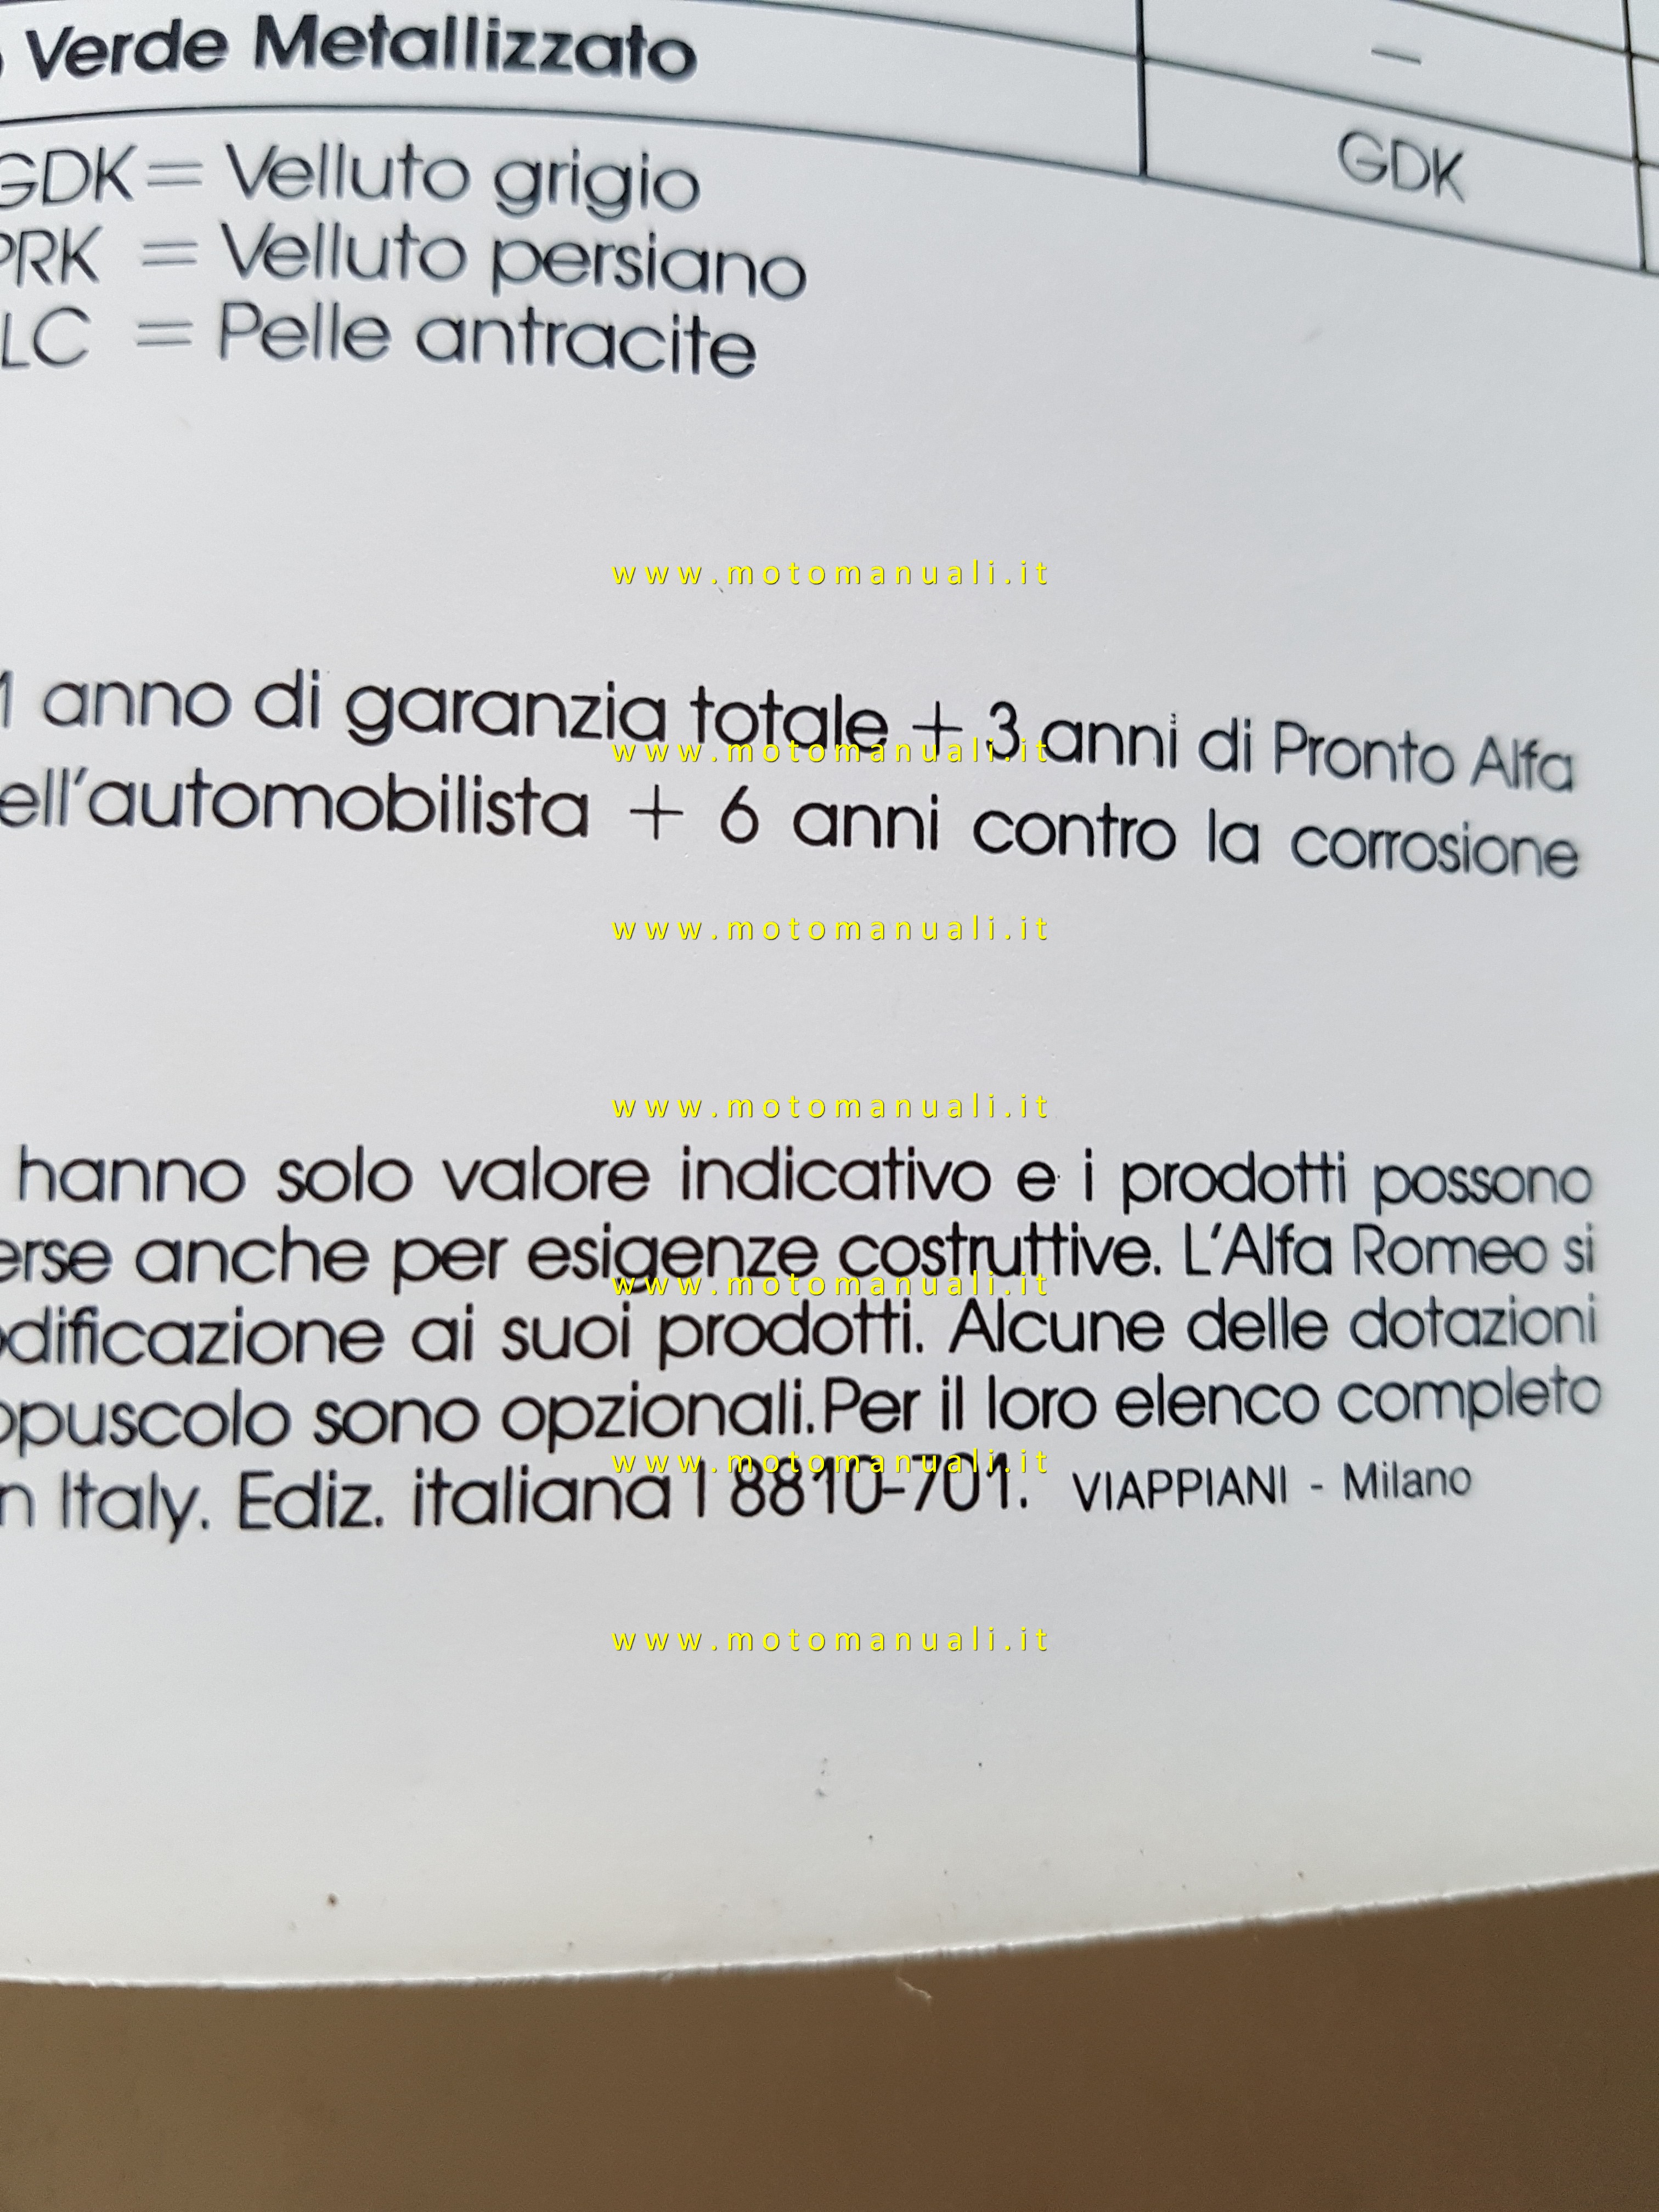 Verde Metallizzato
—
GDK
GDK = Velluto grigio
PRK = Velluto persiano
LC = Pelle antracite
www.motomanuali.it
1 anno di garanzia totale + 3 anni di Pronto Alfa
www.motomanuali.it
ell'automobilista + 6 anni contro la corrosione
www.motomanuali.it
www.motomanuali.it
hanno solo valore indicativo e i prodotti possono
erse anche per esigenze costruttive. L'Alfa Romeo si
www.motomanuali.it
dificazione ai suoi prodotti. Alcune delle dotazioni
opuscolo sono opzionali. Per il loro elenco completo
www.motomanuali.it
n Italy. Ediz. italiana I 8810-701. VIAPPIANI - Milano
www.motomanuali.it